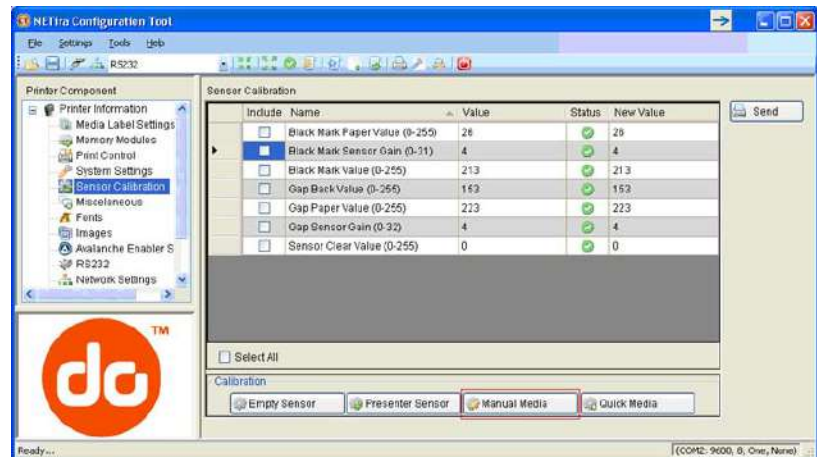 NETira Configuration Tool
File Settings Tools Help
RS232
Printer Component
Printer Information
Media Label Settings
Memory Modules
Print Control
System Settings
Sensor Calibration
Miscelaneous
Fonts
Images
Avalanche Enabler S
RS232
Network Settings
TM
do
Sensor Calibration
Include Name Value Status New Value
Black Mark Paper Value (0-255) 26 26
Black Mark Sensor Gain (0-31) 4 4
Black Mark Value (0-255) 213 213
Gap Back Value (0-255) 153 153
Gap Paper Value (0-255) 223 223
Gap Sensor Gain (0-32) 4 4
Sensor Clear Value (0-255) 0 0
Select All
Calibration
Empty Sensor Presenter Sensor Manual Media Quick Media
Send
Ready...
(COM2: 9600, 8, One, None)